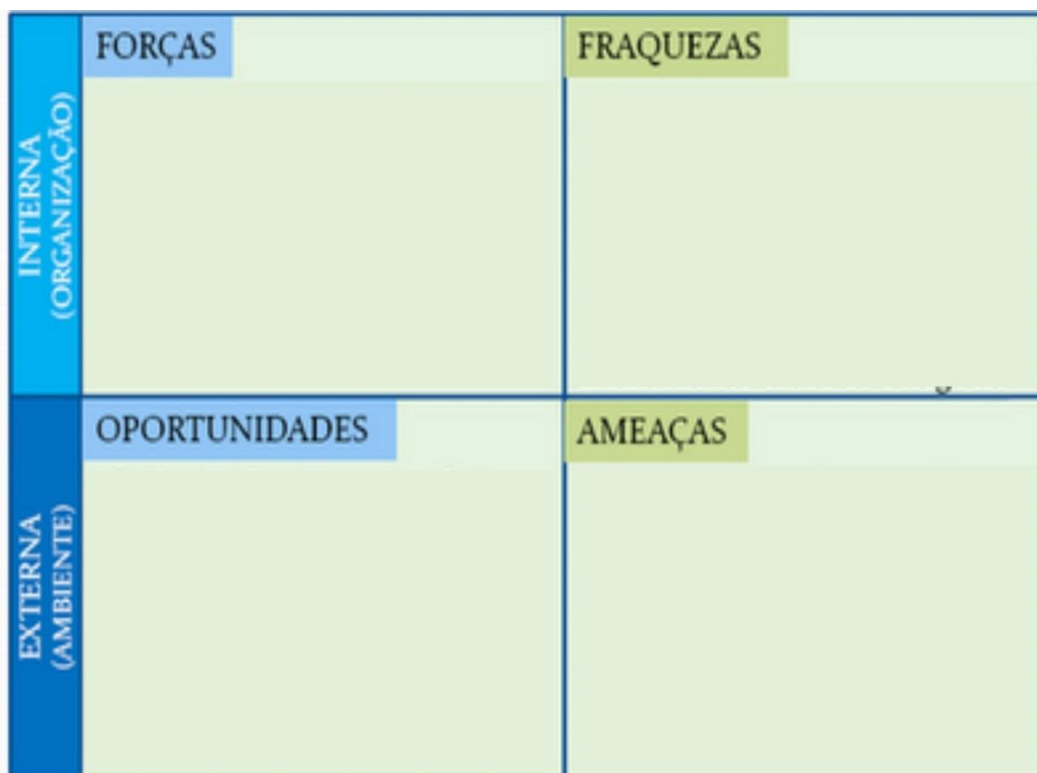 INTERNA
(ORGANIZAÇÃO)
FORÇAS
FRAQUEZAS
EXTERNA
(AMBIENTE)
OPORTUNIDADES
AMEAÇAS